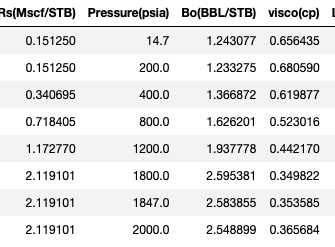 Rs(Mscf/STB) Pressure(psia) Bo(BBL/STB) visco(cp)
0.151250 14.7 1.243077 0.656435
0.151250 200.0 1.233275 0.680590
0.340695 400.0 1.366872 0.619877
0.718405 800.0 1.626201 0.523016
1.172770 1200.0 1.937778 0.442170
2.119101 1800.0 2.595381 0.349822
2.119101 1847.0 2.583855 0.353585
2.119101 2000.0 2.548899 0.365684